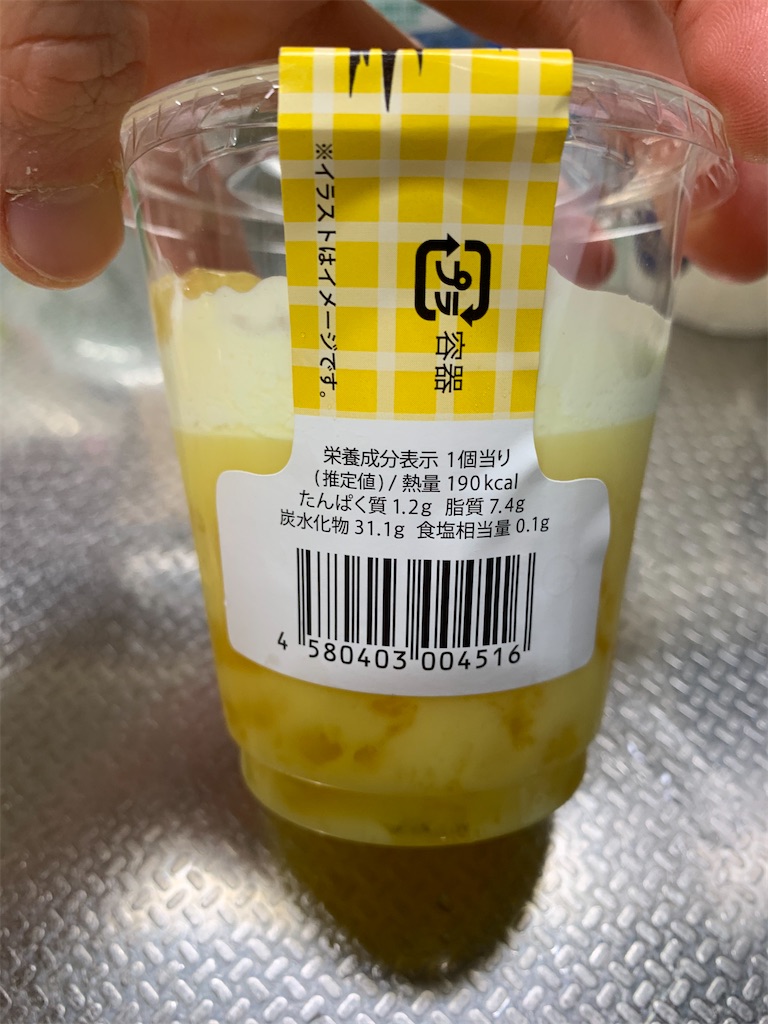 ※イラストはイメージです。
プラ
容器
栄養成分表示 1個当り
(推定値)/熱量 190kcal
たんぱく質 1.2g 脂質 7.4g
炭水化物 31.1g 食塩相当量 0.1g
4 580403 004516